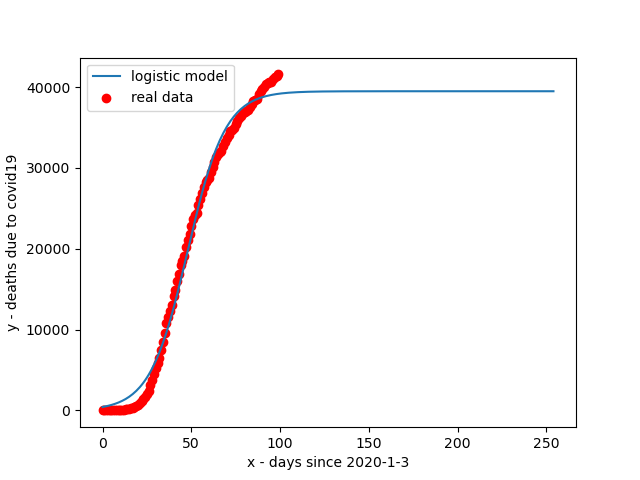 logistic model
real data
40000
30000
20000
10000
0
y - deaths due to covid19
0 50 100 150 200 250
x - days since 2020-1-3